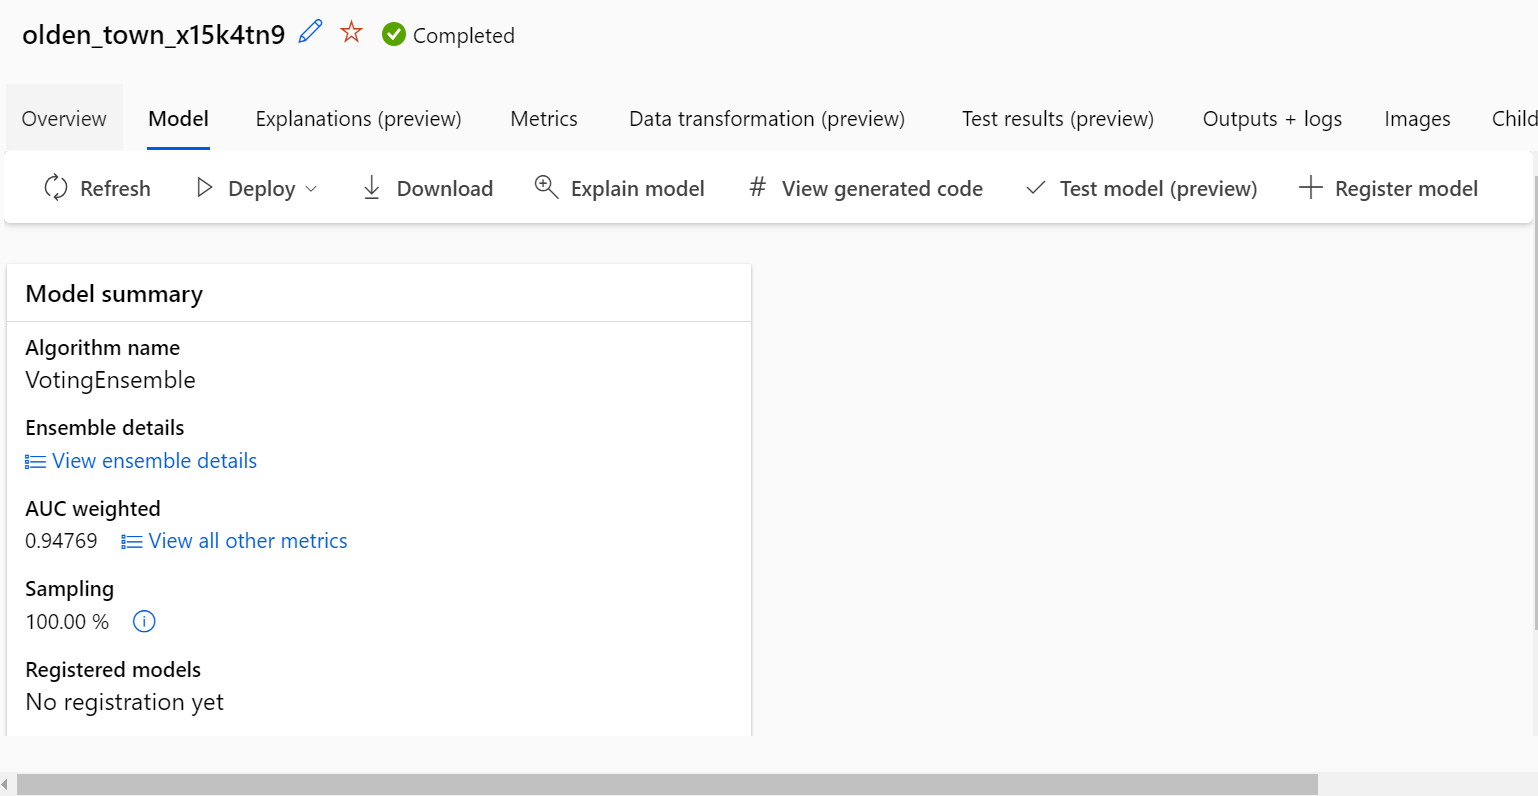 olden_town_x15k4tn9 Completed
Overview Model Explanations (preview) Metrics Data transformation (preview) Test results (preview) Outputs + logs Images Child
Refresh Deploy Download Explain model # View generated code Test model (preview) Register model
Model summary
Algorithm name
VotingEnsemble
Ensemble details
View ensemble details
AUC weighted
0.94769 View all other metrics
Sampling
100.00 %
Registered models
No registration yet